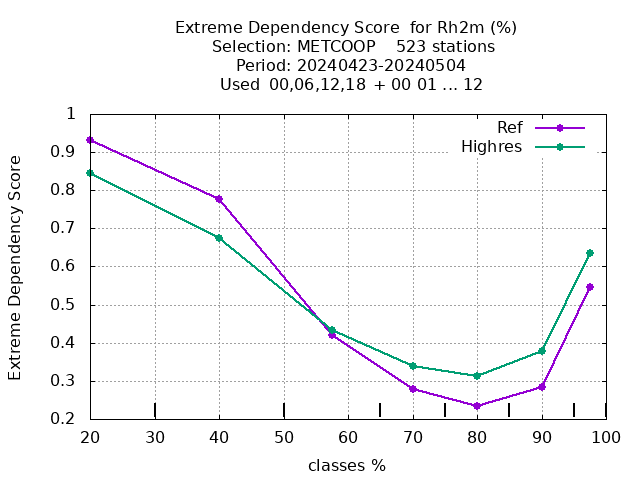 Extreme Dependency Score  for Rh2m (%)
Selection: METCOOP    523 stations
Period: 20240423-20240504
Used  00,06,12,18  + 00 01 ... 12
Ref
Highres
Extreme Dependency Score
1
0.9
0.8
0.7
0.6
0.5
0.4
0.3
0.2
20 30 40 50 60 70 80 90 100
classes %